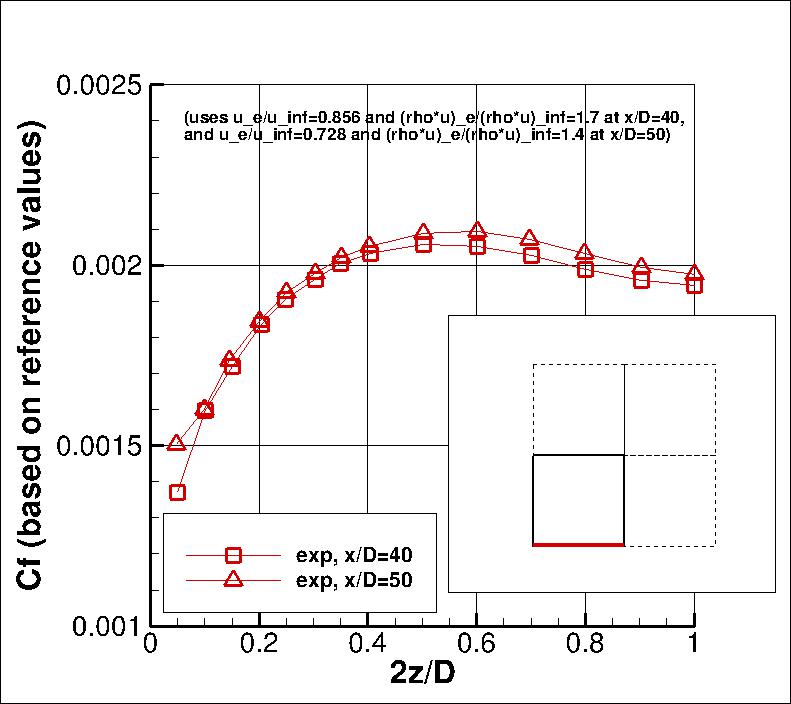 0.0025
(uses u_e/u_inf=0.856 and (rho*u)_e/(rho*u)_inf=1.7 at x/D=40,
and u_e/u_inf=0.728 and (rho*u)_e/(rho*u)_inf=1.4 at x/D=50)
Cf (based on reference values)
0.002
0.0015
exp, x/D=40
exp, x/D=50
0.001
0 0.2 0.4 0.6 0.8 1
2z/D